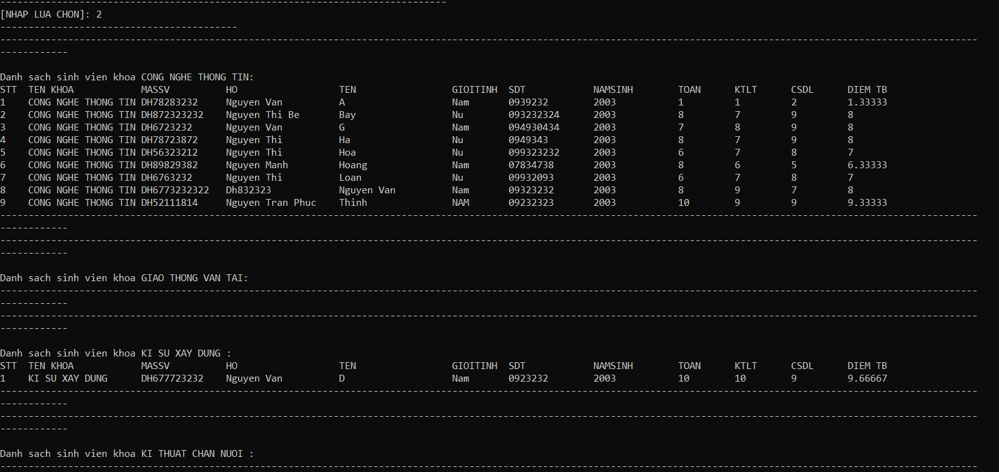 [NHAP LUA CHON]: 2
Danh sach sinh vien khoa CONG NGHE THONG TIN:
STT TEN KHOA MASSV HO TEN GIOITINH SDT NAMSINH TOAN KTLT CSDL DIEM TB
1 CONG NGHE THONG TIN DH78283232 Nguyen Van A Nam 0939232 2003 1 1 2 1.33333
2 CONG NGHE THONG TIN DH872323232 Nguyen Thi Be Bay Nu 093232324 2003 8 7 9 8
3 CONG NGHE THONG TIN DH6723232 Nguyen Van G Nam 094930434 2003 7 8 9 8
4 CONG NGHE THONG TIN DH78723872 Nguyen Thi Ha Nu 0949343 2003 8 7 9 8
5 CONG NGHE THONG TIN DH56323212 Nguyen Thi Hoa Nu 099323232 2003 6 7 8 7
6 CONG NGHE THONG TIN DH89829382 Nguyen Manh Hoang Nam 07834738 2003 8 6 5 6.33333
7 CONG NGHE THONG TIN DH6763232 Nguyen Thi Loan Nu 09932093 2003 6 7 8 7
8 CONG NGHE THONG TIN DH6773232322 Dh832323 Nguyen Van Nam 09323232 2003 8 9 7 8
9 CONG NGHE THONG TIN DH52111814 Nguyen Tran Phuc Thinh NAM 09232323 2003 10 9 9 9.33333
Danh sach sinh vien khoa GIAO THONG VAN TAI:
Danh sach sinh vien khoa KI SU XAY DUNG :
STT TEN KHOA MASSV HO TEN GIOITINH SDT NAMSINH TOAN KTLT CSDL DIEM TB
1 KI SU XAY DUNG DH677723232 Nguyen Van D Nam 0923232 2003 10 10 9 9.66667
Danh sach sinh vien khoa KI THUAT CHAN NUOI :